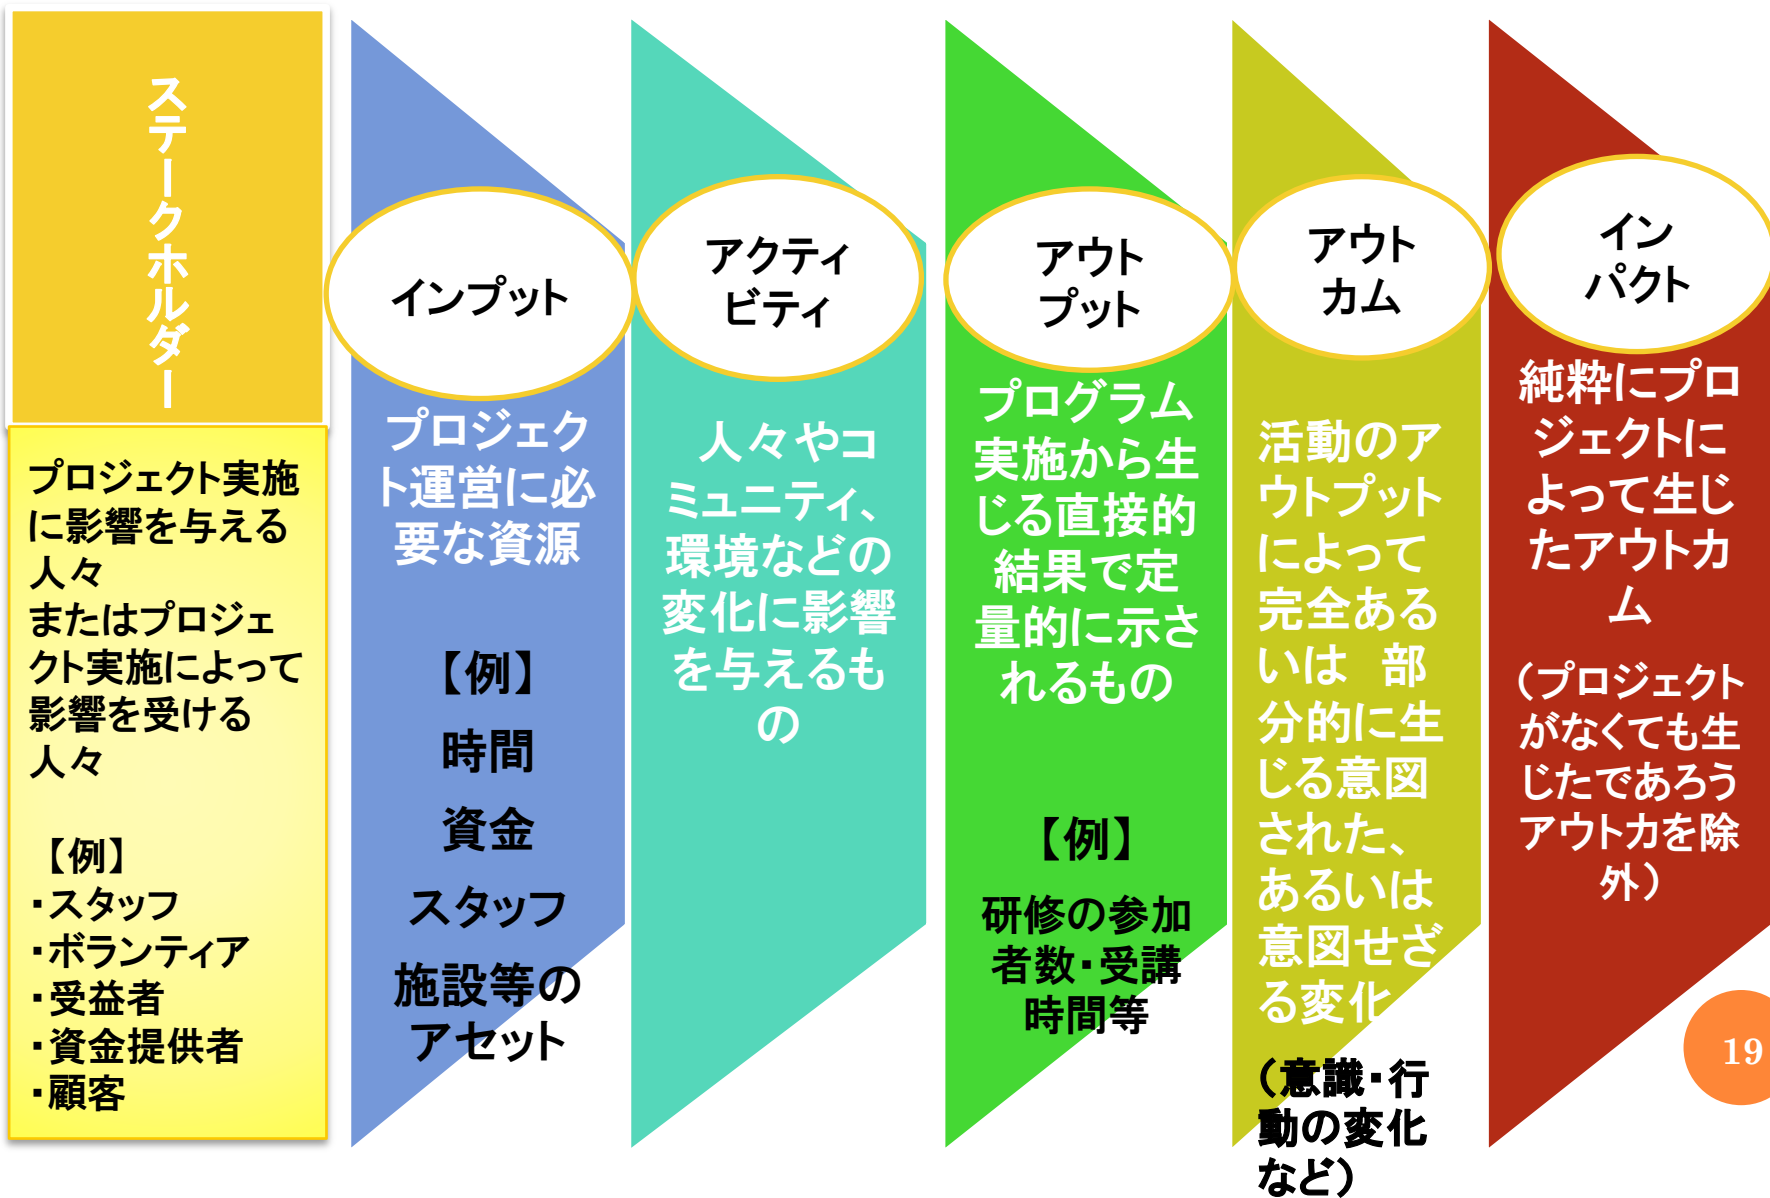 ステークホルダー
プロジェクト実施
に影響を与える
人々
またはプロジェ
クト実施によって
影響を受ける
人々
【例】
・スタッフ
・ボランティア
・受益者
・資金提供者
・顧客
インプット
プロジェク
ト運営に必
要な資源
【例】
時間
資金
スタッフ
施設等の
アセット
アクティ
ビティ
人々やコ
ミュニティ、
環境などの
変化に影響
を与えるも
の
アウト
プット
プログラム
実施から生
じる直接的
結果で定
量的に示さ
れるもの
【例】
研修の参加
者数・受講
時間等
アウト
カム
活動のア
ウトプット
によって
完全ある
いは 部
分的に生
じる意図
された、
あるいは
意図せざ
る変化
（意識・行
動の変化
など）
イン
パクト
純粋にプロ
ジェクトに
よって生じ
たアウトカ
ム
（プロジェクト
がなくても生
じたであろう
アウトカを除
外）
19